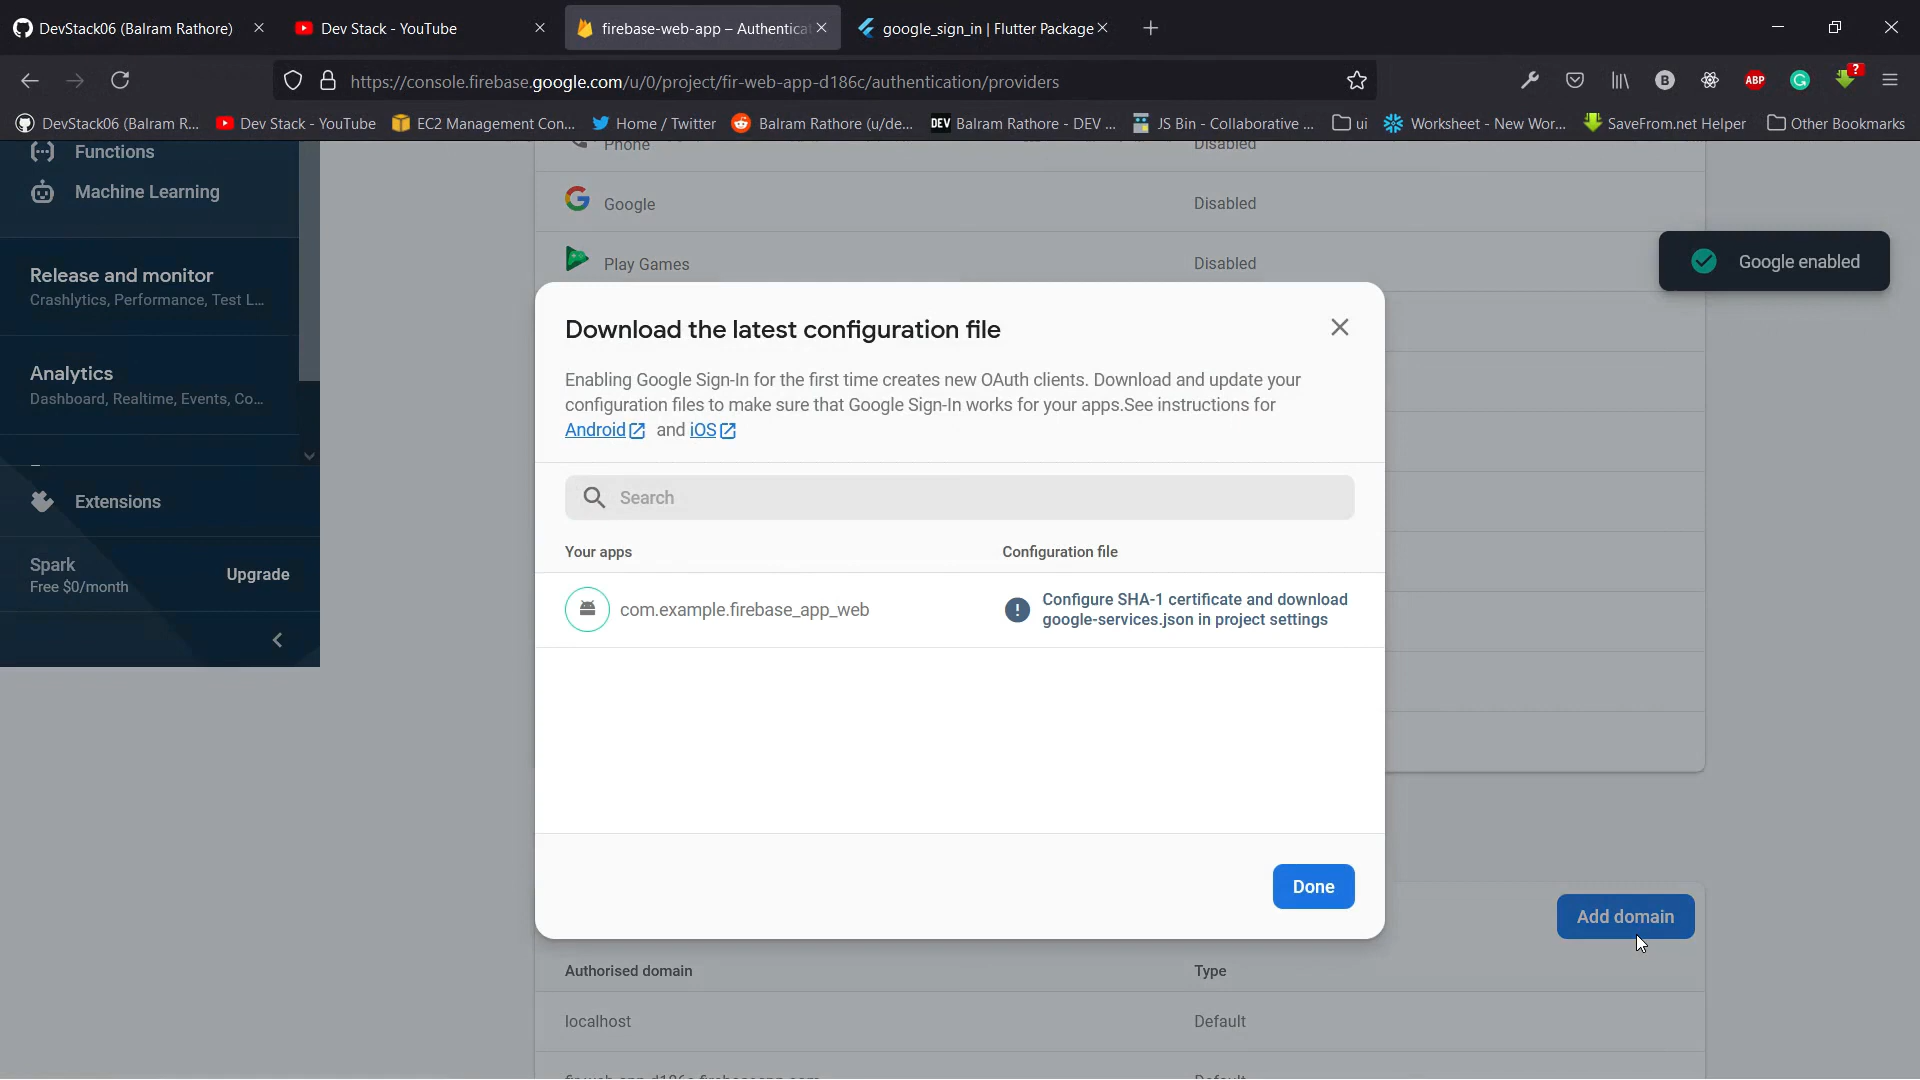 DevStack06 (Balram Rathore)
Dev Stack - YouTube
firebase-web-app – Authentica
google_sign_in | Flutter Package
https://console.firebase.google.com/u/0/project/fir-web-app-d186c/authentication/providers
B
ABP
?
DevStack06 (Balram R...
Dev Stack - YouTube
EC2 Management Con...
Home / Twitter
Balram Rathore (u/de...
DEV
Balram Rathore - DEV ...
JS Bin - Collaborative ...
ui
Worksheet - New Wor...
SaveFrom.net Helper
Other Bookmarks
Functions
Machine Learning
Release and monitor
Crashlytics, Performance, Test L...
Analytics
Dashboard, Realtime, Events, Co...
Extensions
Spark
Free $0/month
Upgrade
Phone
Disabled
Google
Disabled
Play Games
Disabled
Google enabled
Download the latest configuration file
Enabling Google Sign-In for the first time creates new OAuth clients. Download and update your
configuration files to make sure that Google Sign-In works for your apps.See instructions for
Android and iOS
Search
Your apps
Configuration file
com.example.firebase_app_web
Configure SHA-1 certificate and download
google-services.json in project settings
Done
Add domain
Authorised domain
Type
localhost
Default